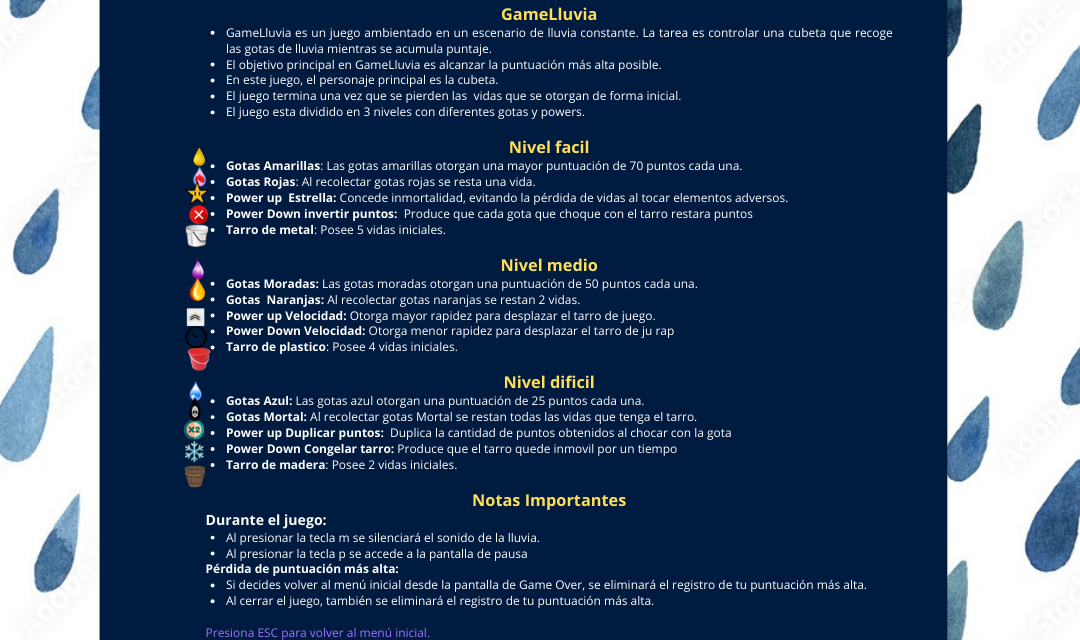 GameLluvia
• GameLluvia es un juego ambientado en un escenario de lluvia constante. La tarea es controlar una cubeta que recoge
las gotas de lluvia mientras se acumula puntaje.
• El objetivo principal en GameLluvia es alcanzar la puntuación más alta posible.
• En este juego, el personaje principal es la cubeta.
• El juego termina una vez que se pierden las vidas que se otorgan de forma inicial.
• El juego esta dividido en 3 niveles con diferentes gotas y powers.
Nivel facil
• Gotas Amarillas: Las gotas amarillas otorgan una mayor puntuación de 70 puntos cada una.
• Gotas Rojas: Al recolectar gotas rojas se resta una vida.
• Power up Estrella: Concede inmortalidad, evitando la pérdida de vidas al tocar elementos adversos.
• Power Down invertir puntos: Produce que cada gota que choque con el tarro restara puntos
• Tarro de metal: Posee 5 vidas iniciales.
Nivel medio
• Gotas Moradas: Las gotas moradas otorgan una puntuación de 50 puntos cada una.
• Gotas Naranjas: Al recolectar gotas naranjas se restan 2 vidas.
• Power up Velocidad: Otorga mayor rapidez para desplazar el tarro de juego.
• Power Down Velocidad: Otorga menor rapidez para desplazar el tarro de ju rap
• Tarro de plastico: Posee 4 vidas iniciales.
Nivel dificil
• Gotas Azul: Las gotas azul otorgan una puntuación de 25 puntos cada una.
• Gotas Mortal: Al recolectar gotas Mortal se restan todas las vidas que tenga el tarro.
X2 • Power up Duplicar puntos: Duplica la cantidad de puntos obtenidos al chocar con la gota
• Power Down Congelar tarro: Produce que el tarro quede inmovil por un tiempo
• Tarro de madera: Posee 2 vidas iniciales.
Notas Importantes
Durante el juego:
• Al presionar la tecla m se silenciará el sonido de la lluvia.
• Al presionar la tecla p se accede a la pantalla de pausa
Pérdida de puntuación más alta:
• Si decides volver al menú inicial desde la pantalla de Game Over, se eliminará el registro de tu puntuación más alta.
• Al cerrar el juego, también se eliminará el registro de tu puntuación más alta.
Presiona ESC para volver al menú inicial.